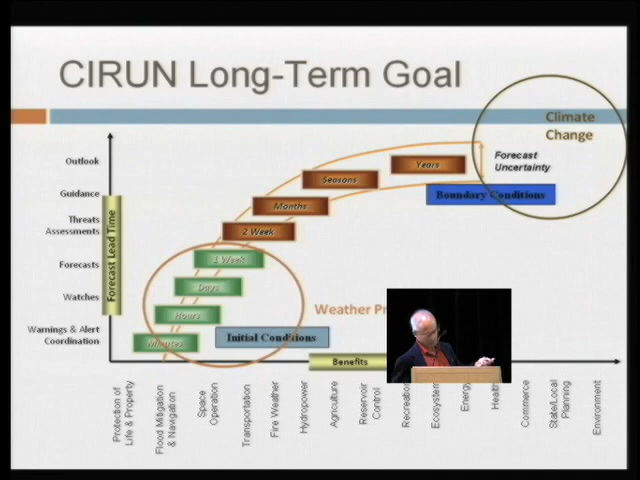 CIRUN Long-Term Goal
Climate
Change
Outlook
Guidance
Threats
Assessments
Forecasts
Watches
Warnings & Alert
Coordination
Forecast Lead Time
Years
Seasons
Months
2 Week
1 Week
Days
Hours
Minutes
Forecast
Uncertainty
Boundary Conditions
Weather Pr
Initial Conditions
Benefits
Protection of
Life & Property
Flood Mitigation
& Navigation
Space
Operation
Transportation
Fire Weather
Hydropower
Agriculture
Reservoir
Control
Recreation
Ecosystem
Energy
Health
Commerce
State/Local
Planning
Environment